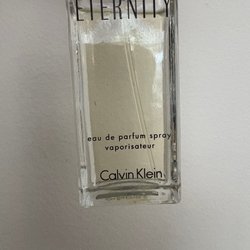 ETERNITY
eau de parfum spray
vaporisateur
Calvin Klein